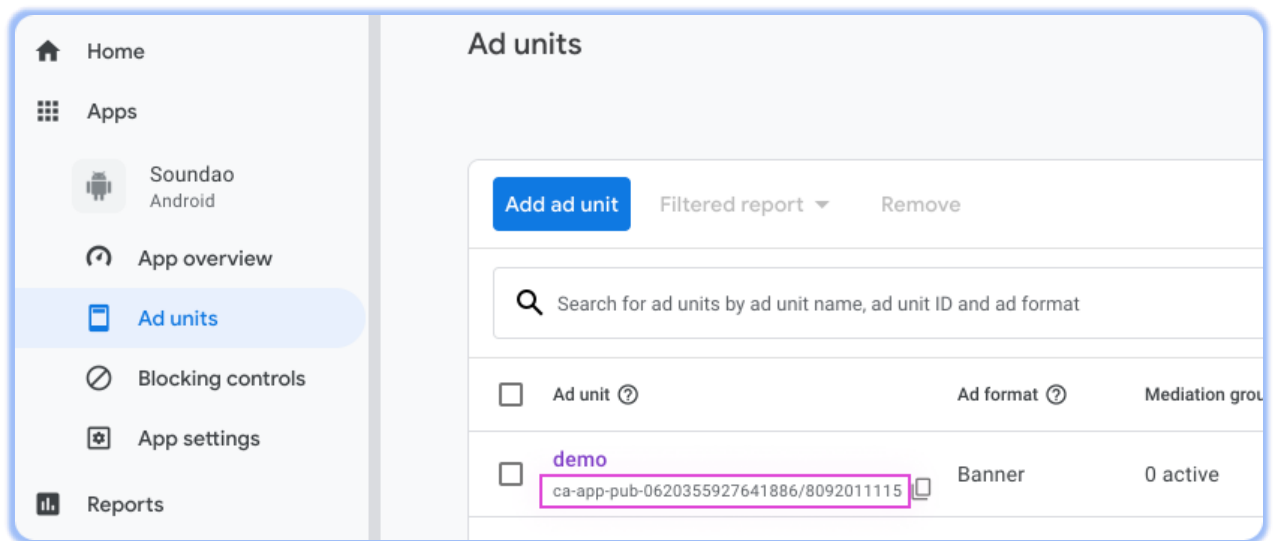 Home
Apps
Soundao
Android
App overview
Ad units
Blocking controls
App settings
Reports
Ad units
Add ad unit
Filtered report
Remove
Search for ad units by ad unit name, ad unit ID and ad format
Ad unit
Ad format
Mediation grou
demo
ca-app-pub-0620355927641886/8092011115
Banner
0 active